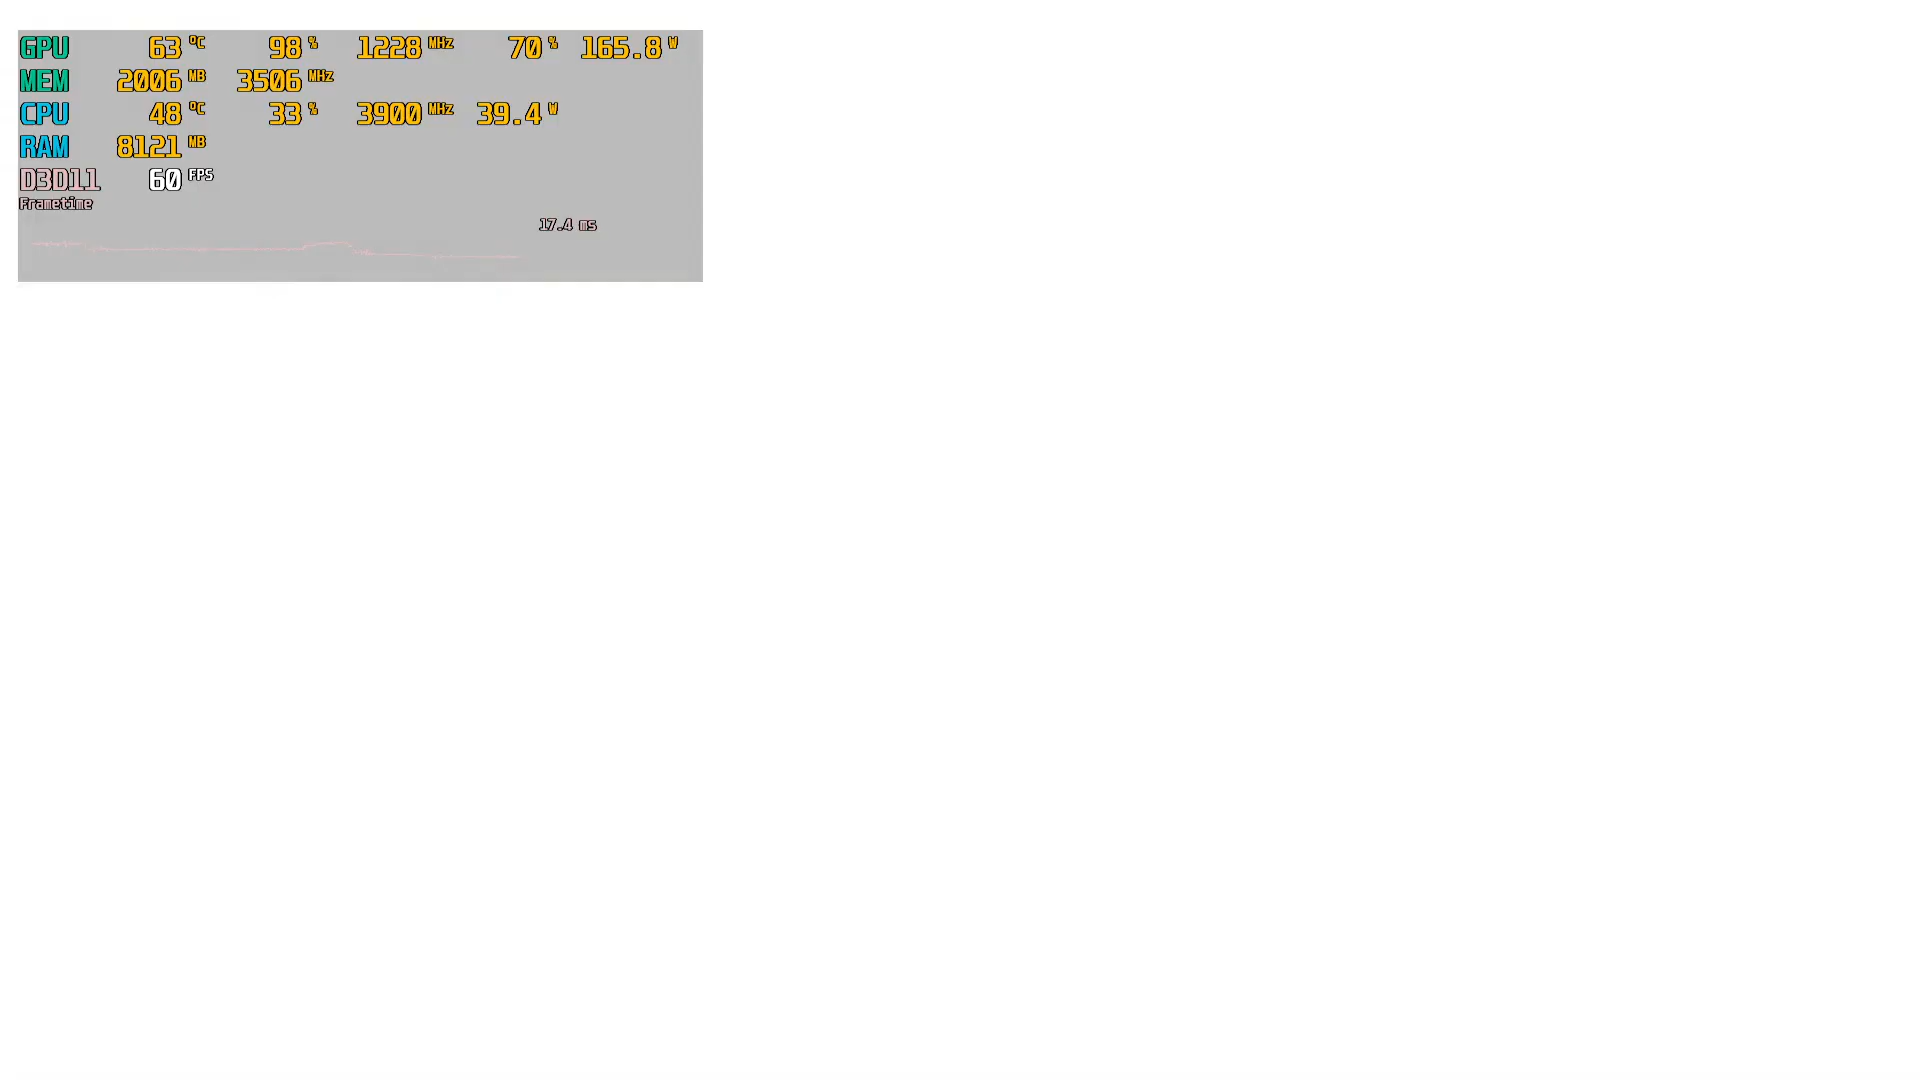 GPU 63 °C 98 % 1228 MHz 70 % 165.8 W
MEM 2006 MB 3506 MHz
CPU 48 °C 33 % 3900 MHz 39.4 W
RAM 8121 MB
D3D11 60 FPS
Frametime
17.4 ms